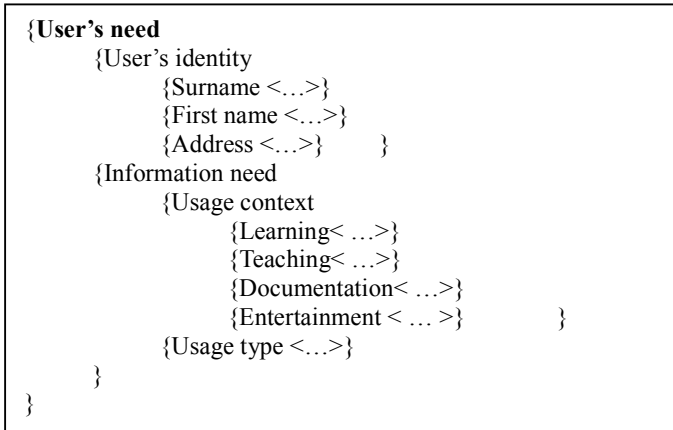 {User’s need
{User’s identity
{Surname <…>}
{First name <…>}
{Address <…>} }
{Information need
{Usage context
{Learning< …>}
{Teaching< …>}
{Documentation< …>}
{Entertainment < … >} }
{Usage type <…>}
}
}